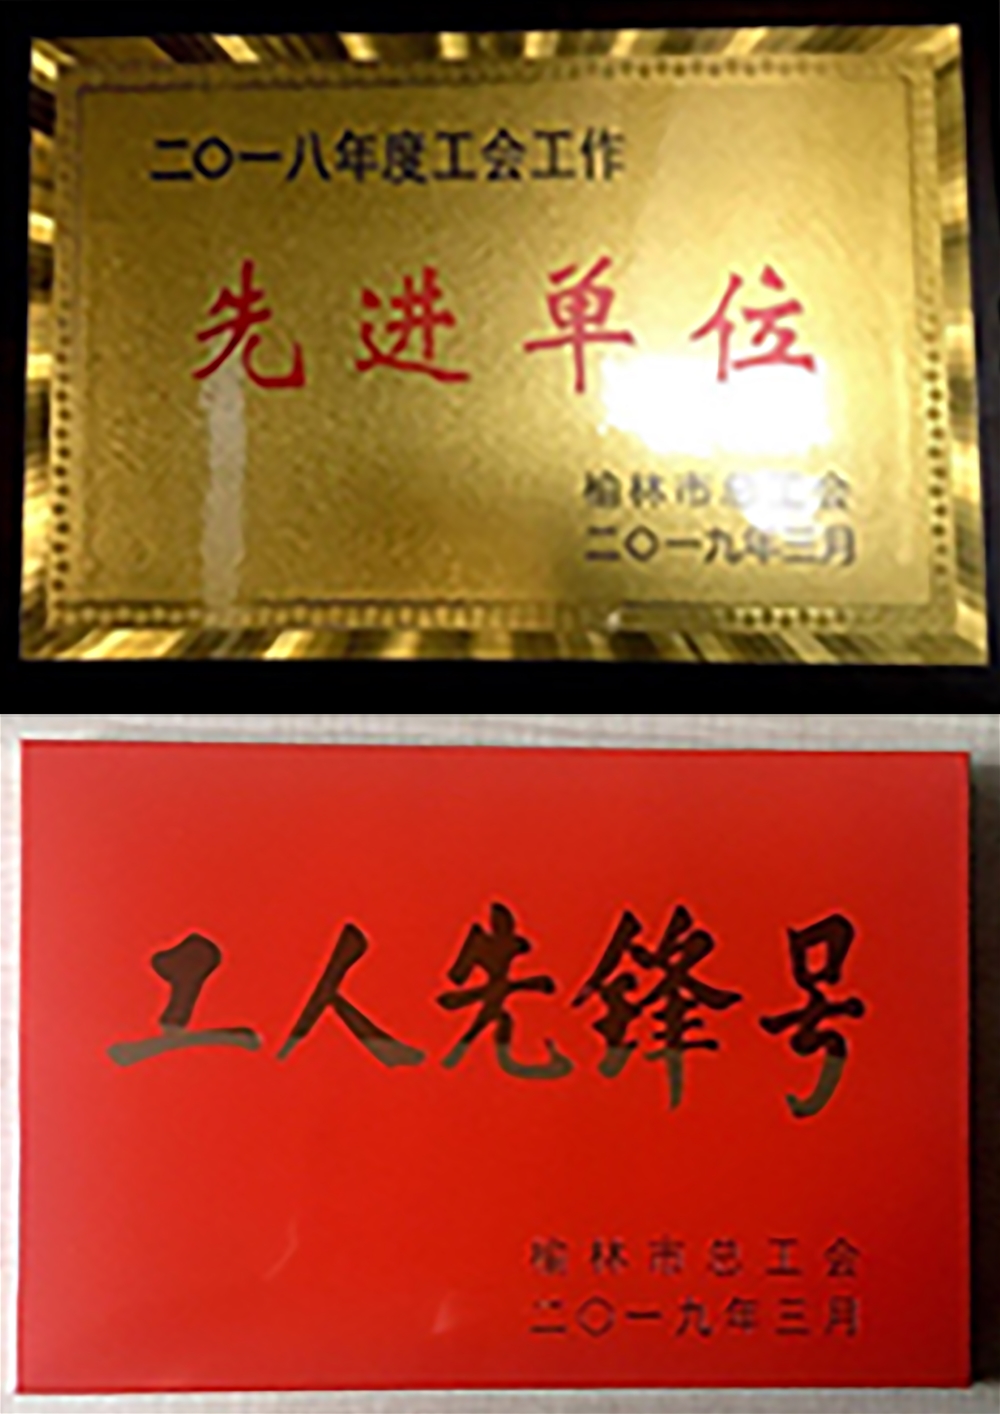 二〇一八年度工会工作
先进单位
榆林市总工会
二〇一九年三月
工人先锋号
榆林市总工会
二〇一九年三月